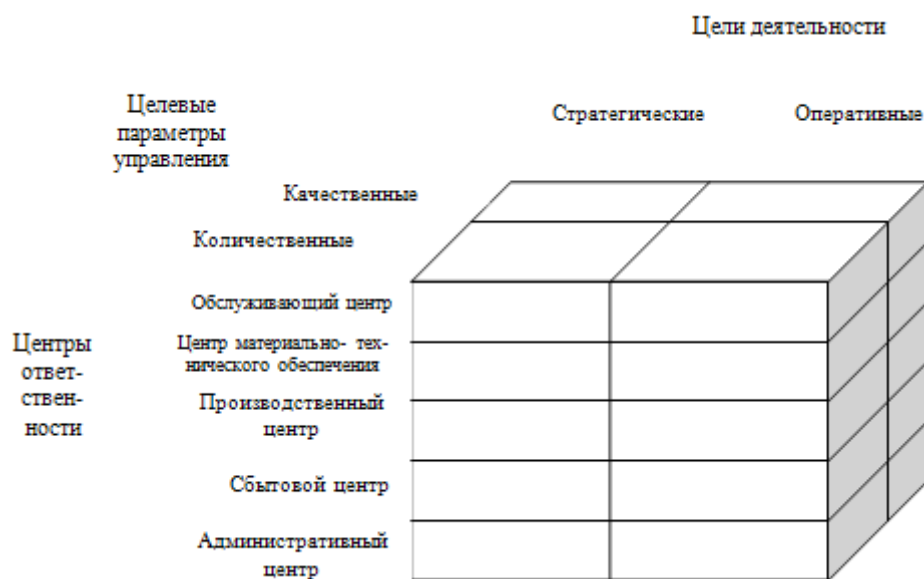 Цели деятельности
Целевые
параметры
управления
Стратегические
Оперативные
Качественные
Количественные
Обслуживающий центр
Центры
ответ-
ствен-
ности
Центр материально- тех-
нического обеспечения
Производственный
центр
Сбытовой центр
Административный
центр